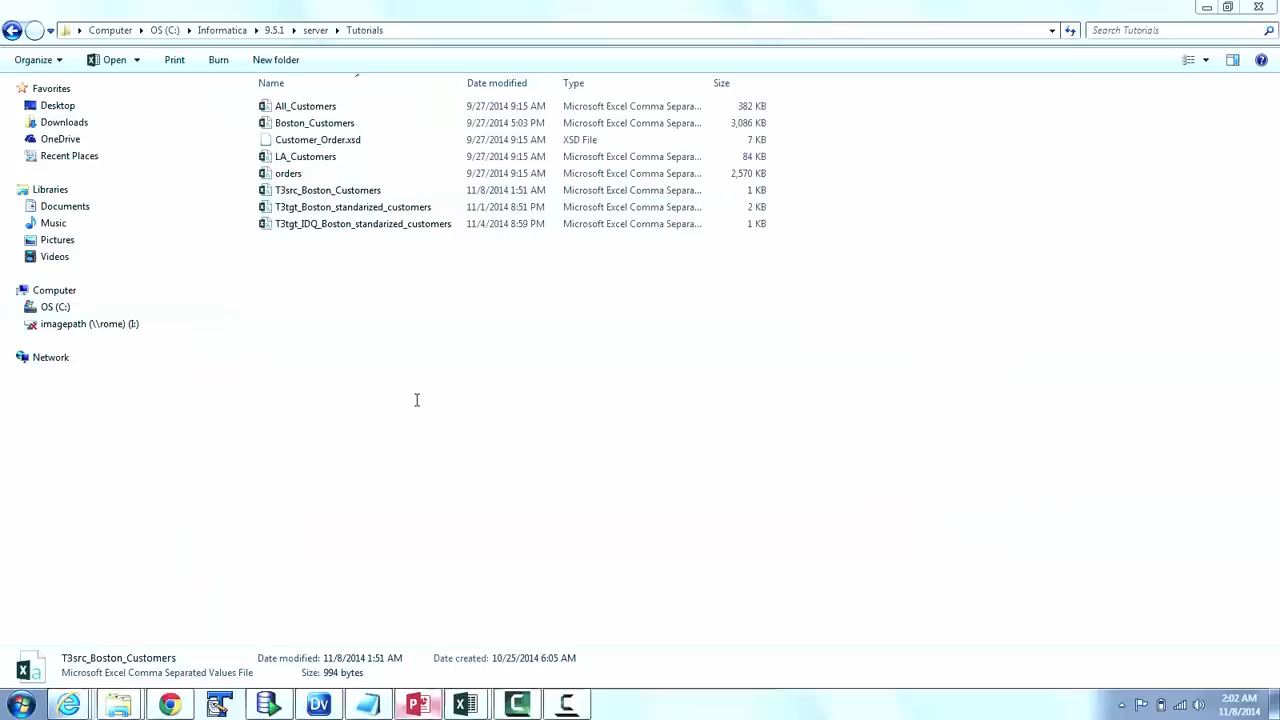 Computer OS (C:) Informatica 9.5.1 server Tutorials Search Tutorials
Organize Open Print Burn New folder
Name Date modified Type Size
Favorites
Desktop
Downloads
OneDrive
Recent Places
Libraries
Documents
Music
Pictures
Videos
Computer
OS (C:)
imagepath (\\rome) (I:)
Network
All_Customers 9/27/2014 9:15 AM Microsoft Excel Comma Separa... 382 KB
Boston_Customers 9/27/2014 5:03 PM Microsoft Excel Comma Separa... 3,086 KB
Customer_Order.xsd 9/27/2014 9:15 AM XSD File 7 KB
LA_Customers 9/27/2014 9:15 AM Microsoft Excel Comma Separa... 84 KB
orders 9/27/2014 9:15 AM Microsoft Excel Comma Separa... 2,570 KB
T3src_Boston_Customers 11/8/2014 1:51 AM Microsoft Excel Comma Separa... 1 KB
T3tgt_Boston_standarized_customers 11/1/2014 8:51 PM Microsoft Excel Comma Separa... 2 KB
T3tgt_IDQ_Boston_standarized_customers 11/4/2014 8:59 PM Microsoft Excel Comma Separa... 1 KB
T3src_Boston_Customers Date modified: 11/8/2014 1:51 AM Date created: 10/25/2014 6:05 AM
Microsoft Excel Comma Separated Values File Size: 994 bytes
Dv
2:02 AM
11/8/2014